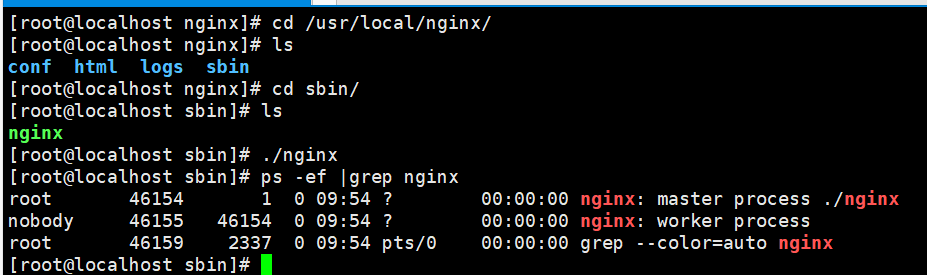 [root@localhost nginx]# cd /usr/local/nginx/
[root@localhost nginx]# ls
conf  html  logs  sbin
[root@localhost nginx]# cd sbin/
[root@localhost sbin]# ls
nginx
[root@localhost sbin]# ./nginx
[root@localhost sbin]# ps -ef |grep nginx
root      46154      1  0 09:54 ?        00:00:00 nginx: master process ./nginx
nobody    46155  46154  0 09:54 ?        00:00:00 nginx: worker process
root      46159   2337  0 09:54 pts/0    00:00:00 grep --color=auto nginx
[root@localhost sbin]#